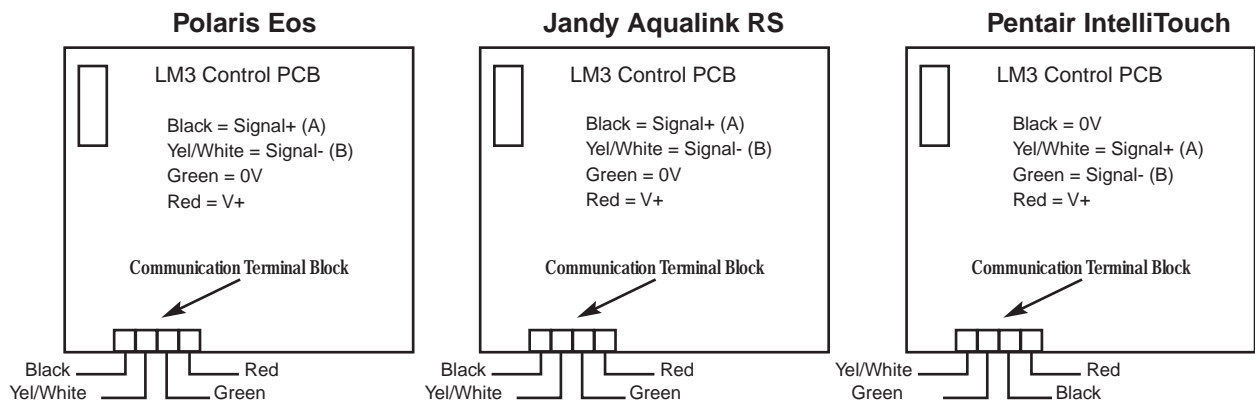 Polaris Eos
LM3 Control PCB
Black = Signal+ (A)
Yel/White = Signal- (B)
Green = 0V
Red = V+
Communication Terminal Block
Black
Red
Yel/White
Green
Jandy Aqualink RS
LM3 Control PCB
Black = Signal+ (A)
Yel/White = Signal- (B)
Green = 0V
Red = V+
Communication Terminal Block
Black
Red
Yel/White
Green
Pentair IntelliTouch
LM3 Control PCB
Black = 0V
Yel/White = Signal+ (A)
Green = Signal- (B)
Red = V+
Communication Terminal Block
Yel/White
Red
Green
Black